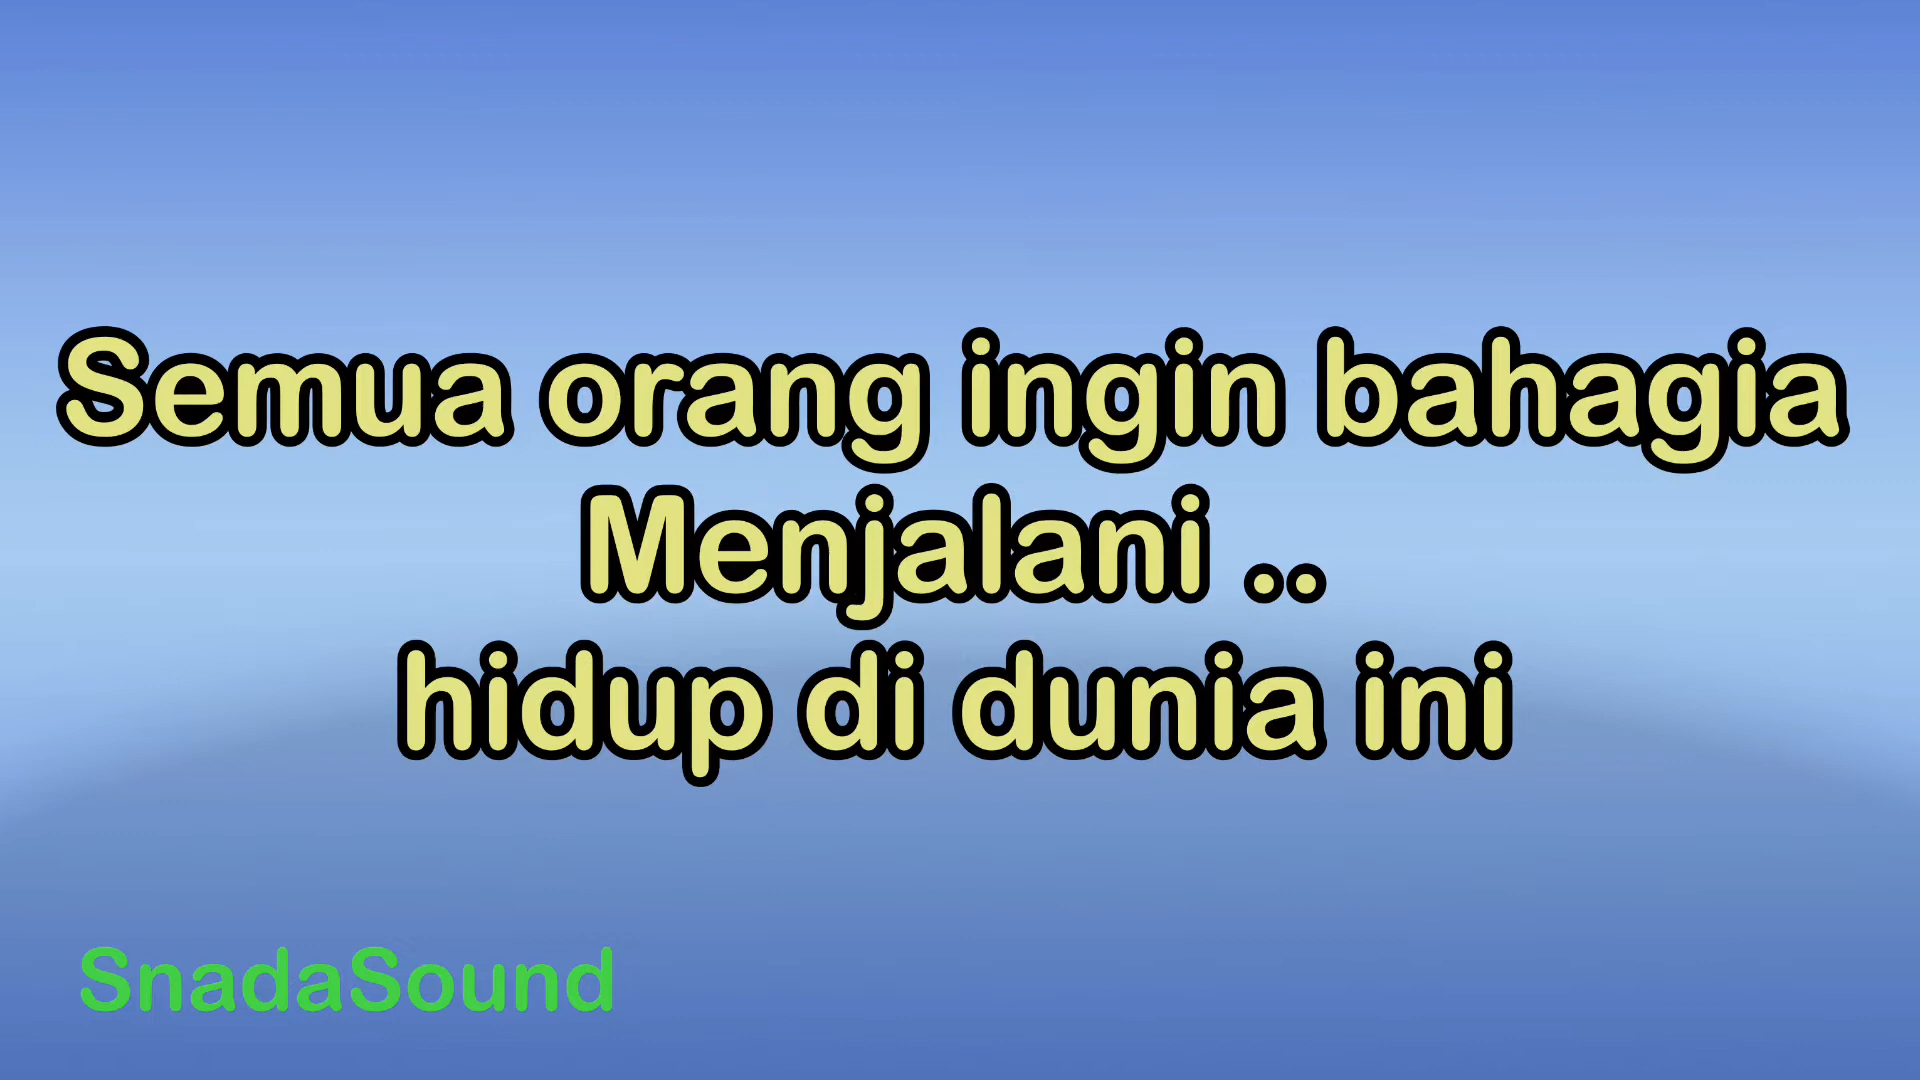 Semua orang ingin bahagia
Menjalani ..
hidup di dunia ini
SnadaSound